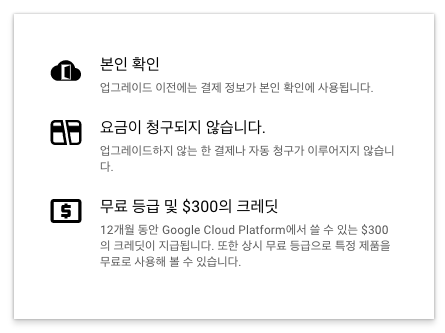 본인 확인
업그레이드 이전에는 결제 정보가 본인 확인에 사용됩니다.
요금이 청구되지 않습니다.
업그레이드하지 않는 한 결제나 자동 청구가 이루어지지 않습니
다.
무료 등급 및 $300의 크레딧
12개월 동안 Google Cloud Platform에서 쓸 수 있는 $300
의 크레딧이 지급됩니다. 또한 상시 무료 등급으로 특정 제품을
무료로 사용해 볼 수 있습니다.